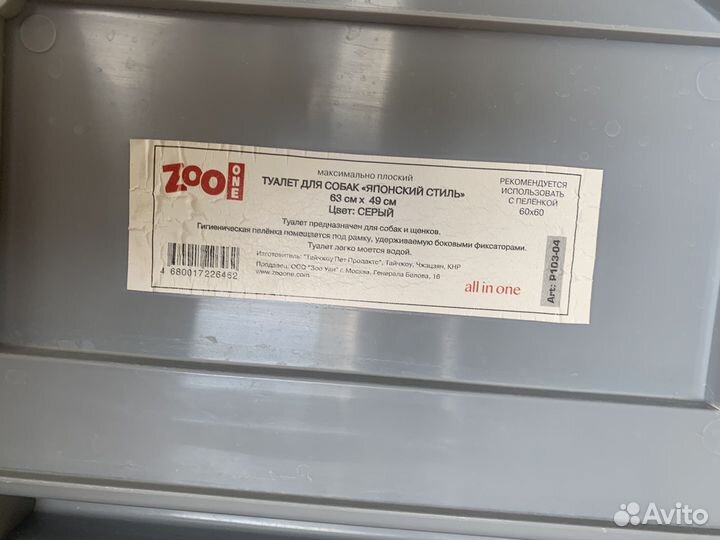 ZOO ONE
максимально плоский
ТУАЛЕТ ДЛЯ СОБАК «ЯПОНСКИЙ СТИЛЬ»
63 см х 49 см
Цвет: СЕРЫЙ
РЕКОМЕНДУЕТСЯ
ИСПОЛЬЗОВАТЬ
С ПЕЛЁНКОЙ
60х60
Туалет предназначен для собак и щенков.
Гигиеническая пелёнка помещается под рамку, удерживаемую боковыми фиксаторами.
Туалет легко моется водой.
Изготовитель: "Тайчжоу Пет Продактс", Тайчжоу, Чжэцзян, КНР
Продавец: ООО "Зоо Уан" г. Москва, Генерала Белова, 16
www.zooone.com
4 680017226462
all in one
Art: P103-04
Avito